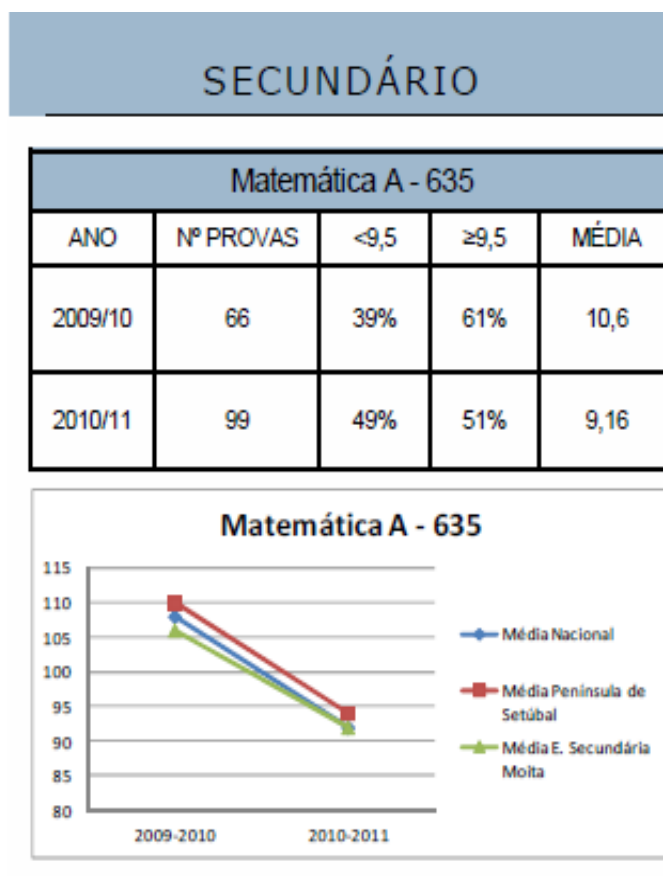 SECUNDÁRIO
Matemática A - 635
ANO Nº PROVAS <9,5 ≥9,5 MÉDIA
2009/10 66 39% 61% 10,6
2010/11 99 49% 51% 9,16
Matemática A - 635
115
110
105
100
95
90
85
80
2009-2010 2010-2011
Média Nacional
Média Península de
Setúbal
Média E. Secundária
Moita